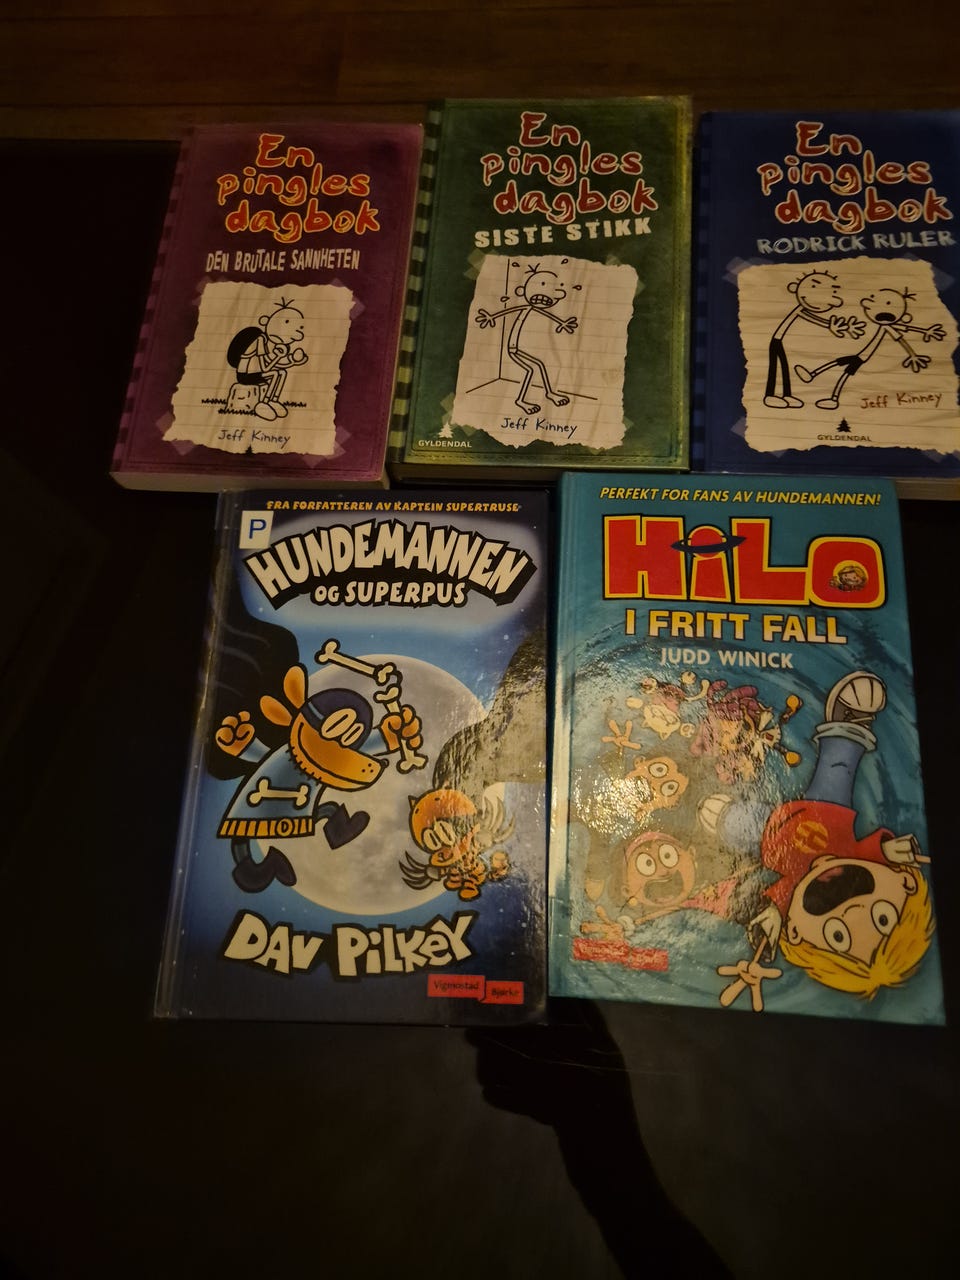 En
pingles
dagbok
DEN BRUTALE SANNHETEN
Jeff Kinney
En
pingles
dagbok
SISTE STIKK
Jeff Kinney
GYLDENDAL
En
pingles
dagbok
RODRICK RULER
Jeff Kinney
GYLDENDAL
FRA FORFATTEREN AV KAPTEIN SUPERTRUSE
P
HUNDEMANNEN
OG SUPERPUS
DAV PILKEY
Vigmostad Bjørke
PERFEKT FOR FANS AV HUNDEMANNEN!
HiLO
I FRITT FALL
JUDD WINICK
Vigmostad